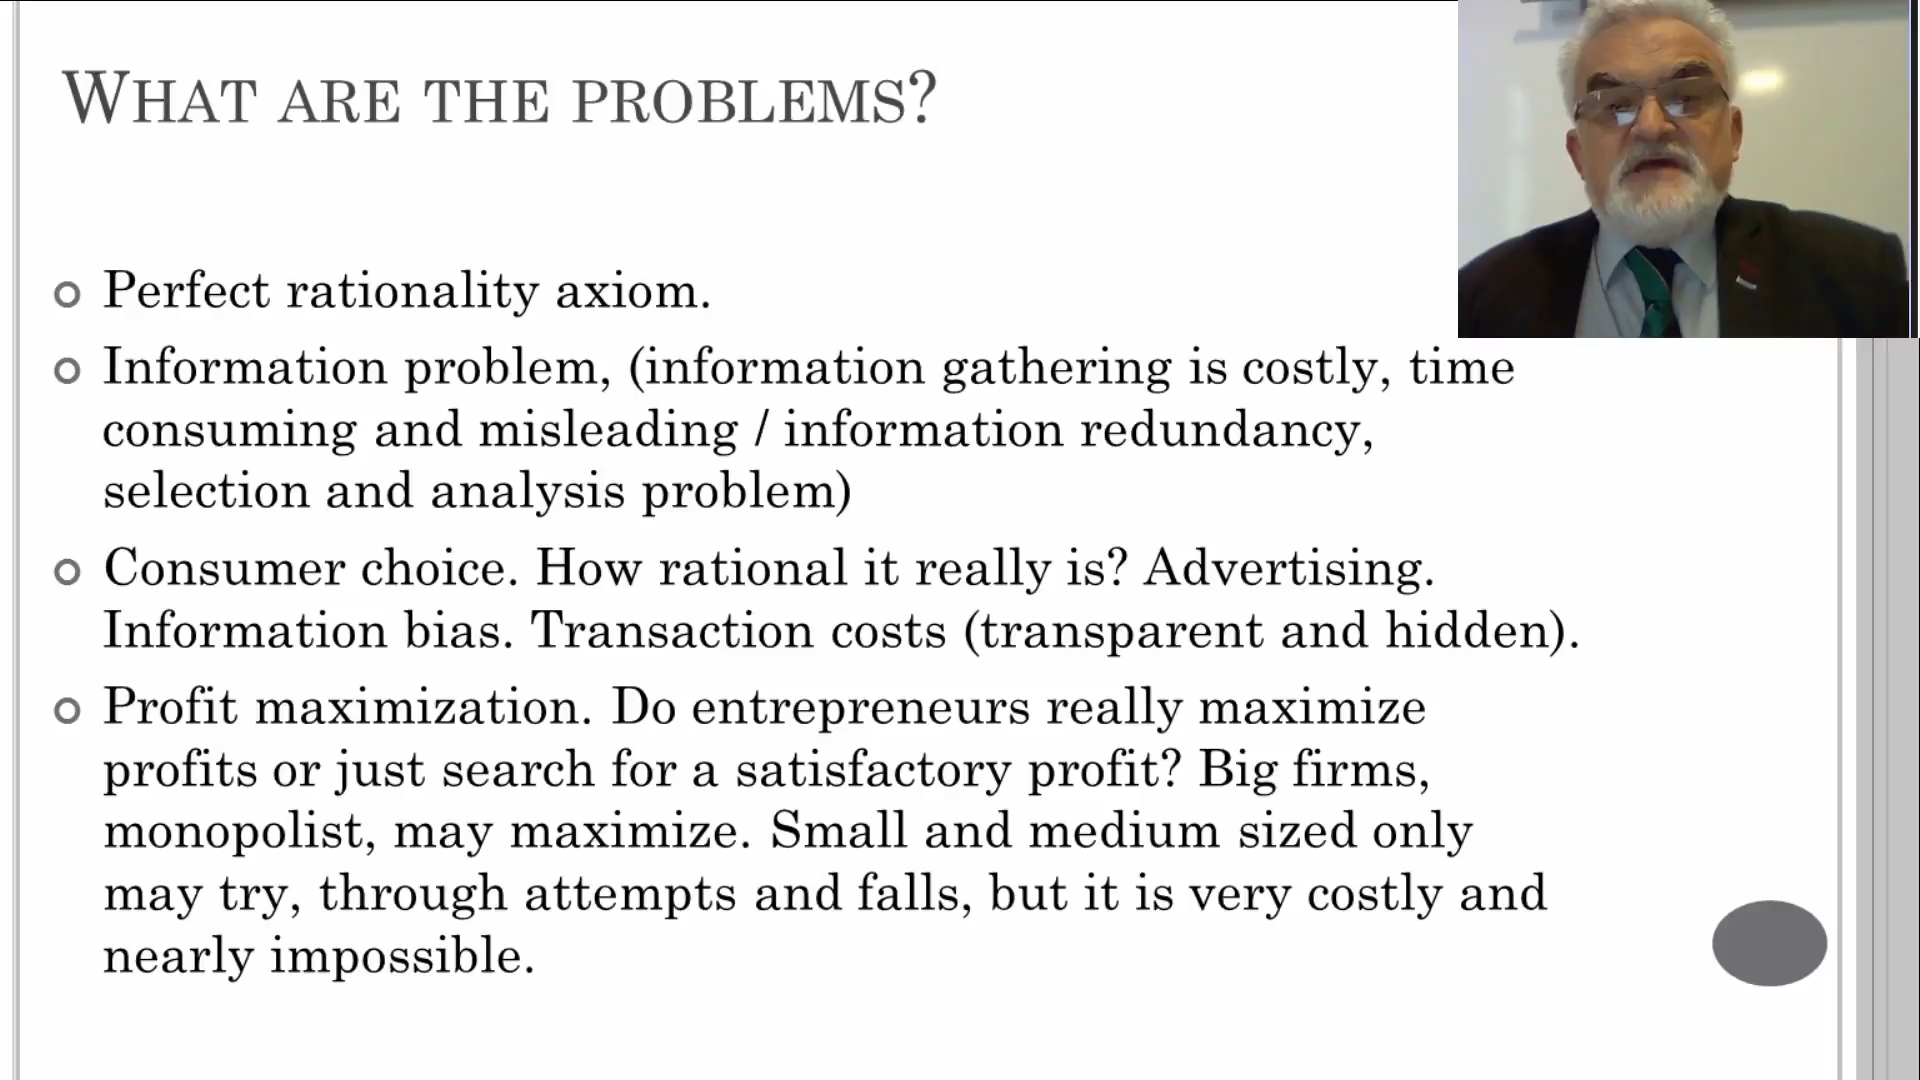 WHAT ARE THE PROBLEMS?
Perfect rationality axiom.
Information problem, (information gathering is costly, time
consuming and misleading / information redundancy,
selection and analysis problem)
Consumer choice. How rational it really is? Advertising.
Information bias. Transaction costs (transparent and hidden).
Profit maximization. Do entrepreneurs really maximize
profits or just search for a satisfactory profit? Big firms,
monopolist, may maximize. Small and medium sized only
may try, through attempts and falls, but it is very costly and
nearly impossible.